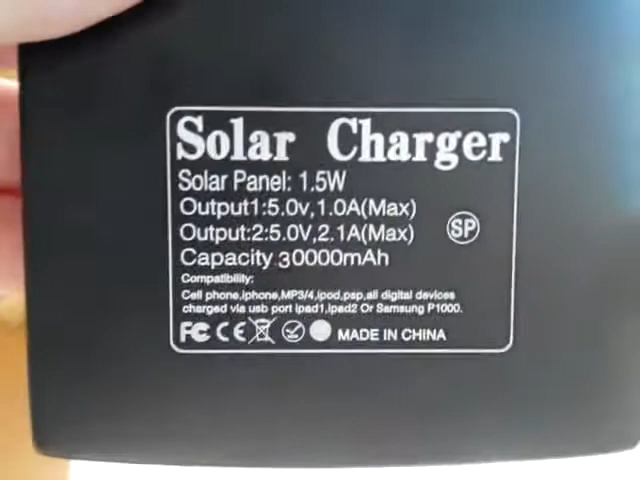 Solar Charger
Solar Panel: 1.5W
Output1:5.0v,1.0A(Max)
Output:2:5.0V,2.1A(Max)
SP
Capacity 30000mAh
Compatibility:
Cell phone,iphone,MP3/4,ipod,psp,all digital devices
charged via usb port ipad1,ipad2 Or Samsung P1000.
FC CE MADE IN CHINA